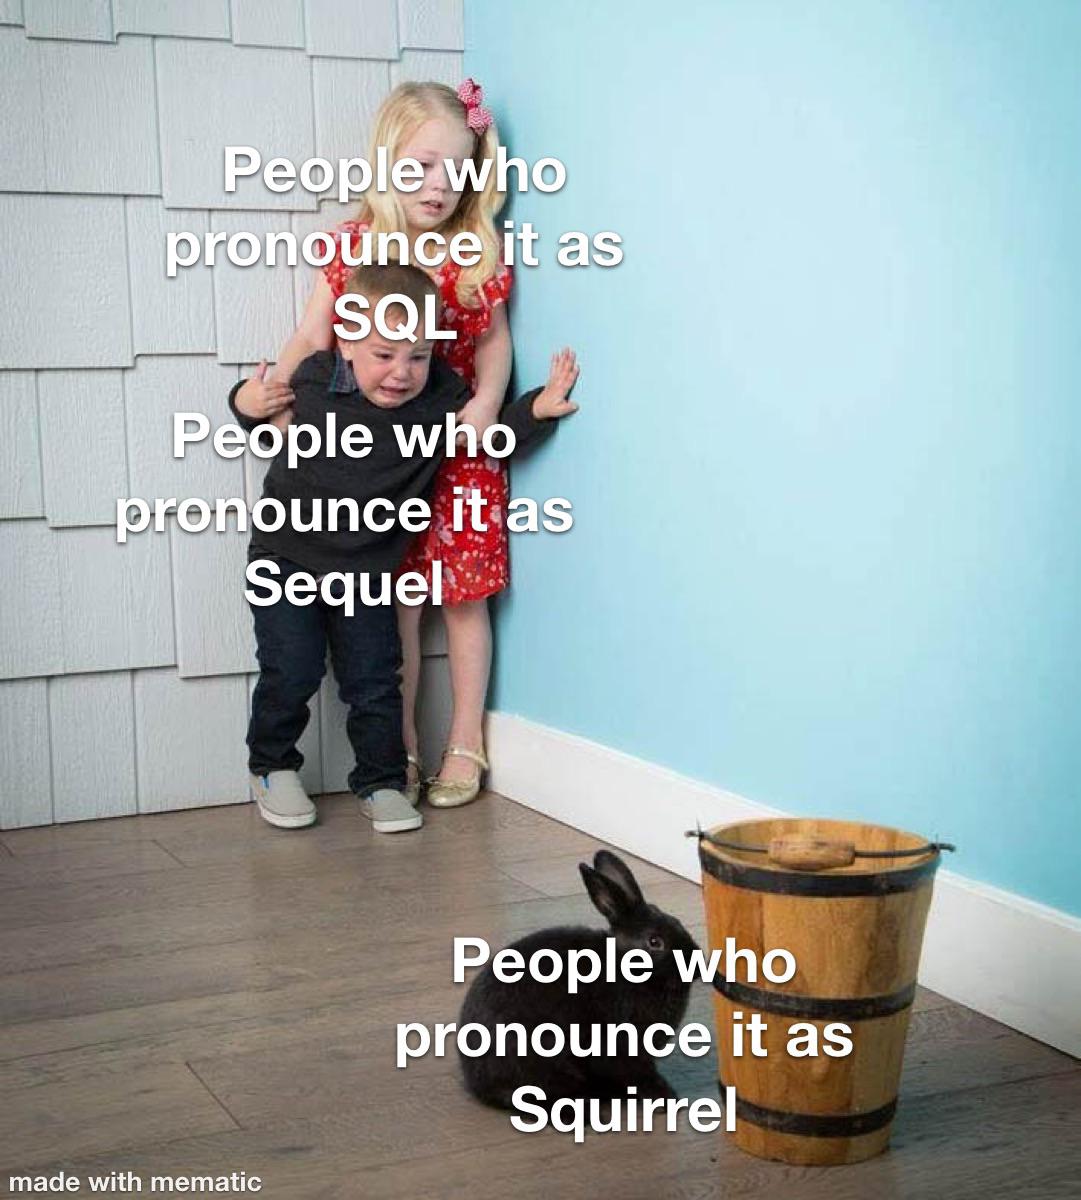 People who
pronounce it as
SQL
People who
pronounce it as
Sequel
People who
pronounce it as
Squirrel
made with mematic